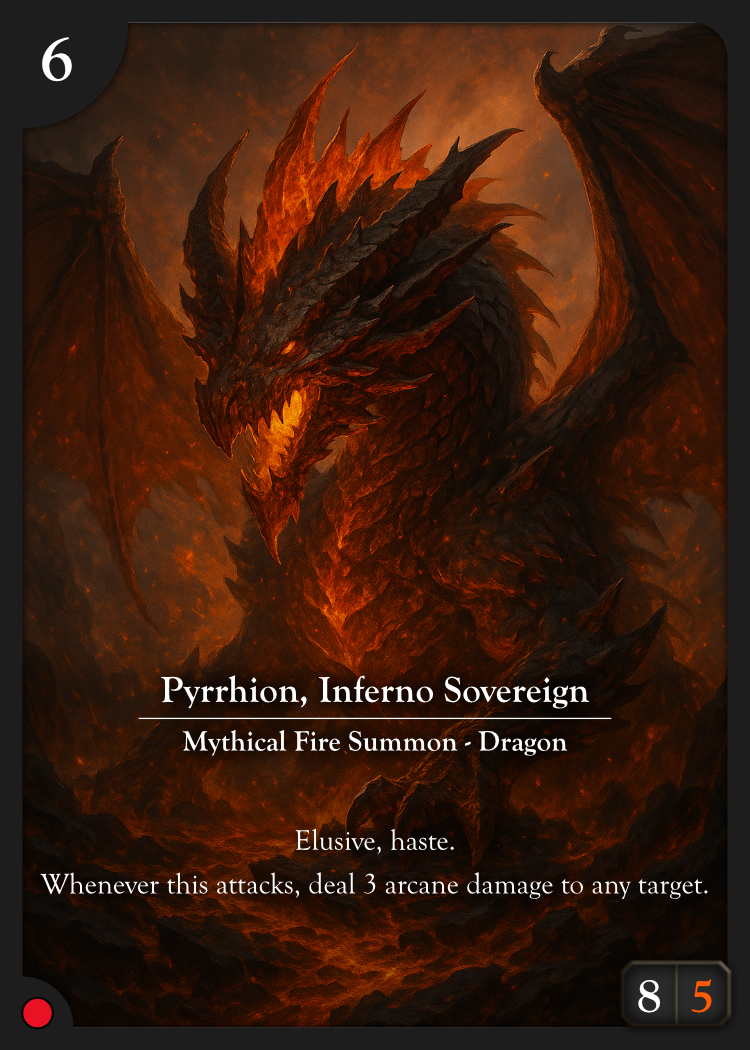 6
Pyrrhion, Inferno Sovereign
Mythical Fire Summon - Dragon
Elusive, haste.
Whenever this attacks, deal 3 arcane damage to any target.
8 5